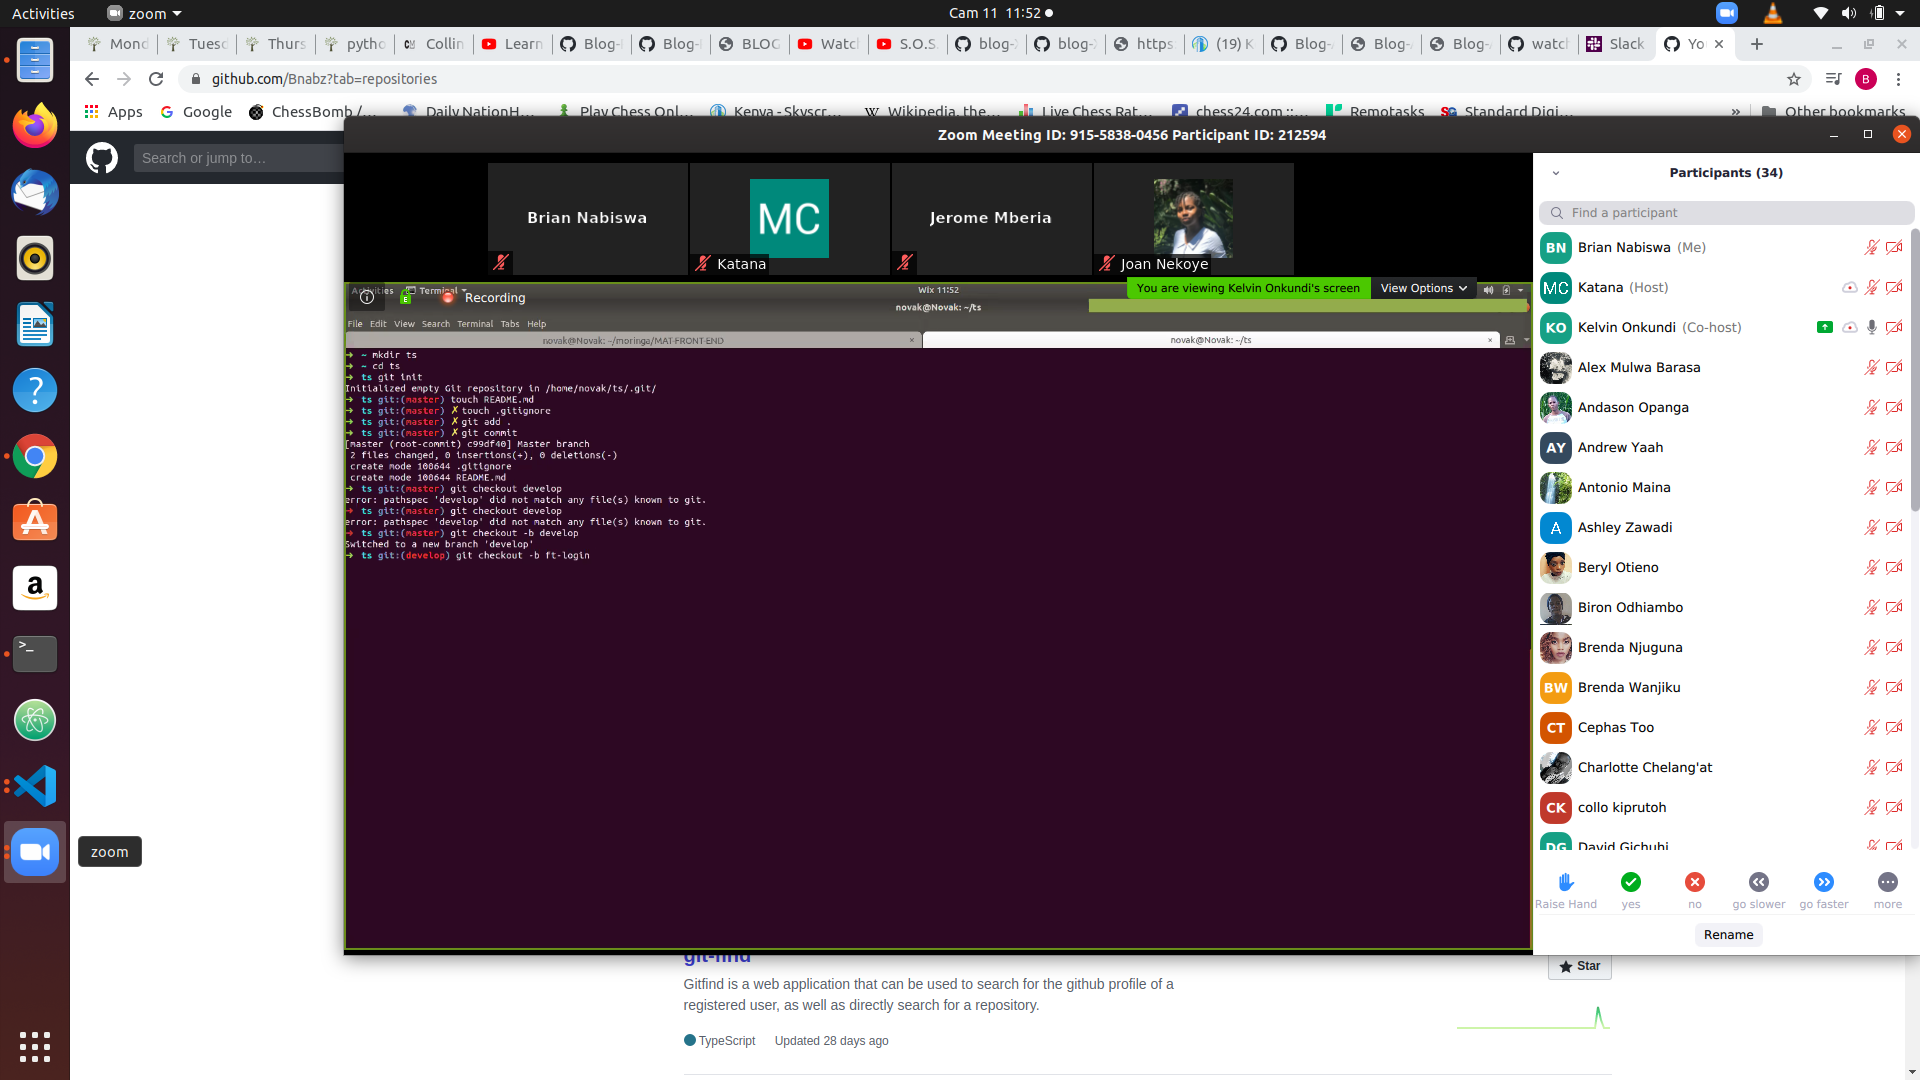 Activities
zoom
Cam 11 11:52
Mond
Tuesd
Thurs
pytho
Collin
Learn
Blog-
Blog-
BLOG
Watch
S.O.S.
blog-
blog-
https
(19) K
Blog-
Blog-
Blog-
watch
Slack
Yo
github.com/Bnabz?tab=repositories
B
Apps
Google
ChessBomb /...
Daily NationH...
Play Chess Onl...
Kenya - Skyscr...
Wikipedia, the...
Live Chess Rat...
chess24.com ::...
Remotasks
Standard Digi...
»
Other bookmarks
Search or jump to...
Zoom Meeting ID: 915-5838-0456 Participant ID: 212594
Brian Nabiswa
MC
Katana
Jerome Mberia
Joan Nekoye
Activities
Terminal
Recording
Wix 11:52
You are viewing Kelvin Onkundi's screen
View Options
novak@Novak: ~/ts
File Edit View Search Terminal Tabs Help
novak@Novak: ~/moringa/MAT-FRONT-END
novak@Novak: ~/ts
➜ ~ mkdir ts
➜ ~ cd ts
➜ ts git init
Initialized empty Git repository in /home/novak/ts/.git/
➜ ts git:(master) touch README.md
➜ ts git:(master) ✗ touch .gitignore
➜ ts git:(master) ✗ git add .
➜ ts git:(master) ✗ git commit
[master (root-commit) c99df40] Master branch
2 files changed, 0 insertions(+), 0 deletions(-)
create mode 100644 .gitignore
create mode 100644 README.md
➜ ts git:(master) git checkout develop
error: pathspec 'develop' did not match any file(s) known to git.
➜ ts git:(master) git checkout develop
error: pathspec 'develop' did not match any file(s) known to git.
➜ ts git:(master) git checkout -b develop
Switched to a new branch 'develop'
➜ ts git:(develop) git checkout -b ft-login
Participants (34)
Find a participant
BN Brian Nabiswa (Me)
MC Katana (Host)
KO Kelvin Onkundi (Co-host)
Alex Mulwa Barasa
Andason Opanga
AY Andrew Yaah
Antonio Maina
A Ashley Zawadi
Beryl Otieno
Biron Odhiambo
Brenda Njuguna
BW Brenda Wanjiku
CT Cephas Too
Charlotte Chelang'at
CK collo kiprutoh
DG David Gichuhi
Raise Hand
yes
no
go slower
go faster
more
Rename
zoom
git-find
Star
Gitfind is a web application that can be used to search for the github profile of a
registered user, as well as directly search for a repository.
TypeScript
Updated 28 days ago